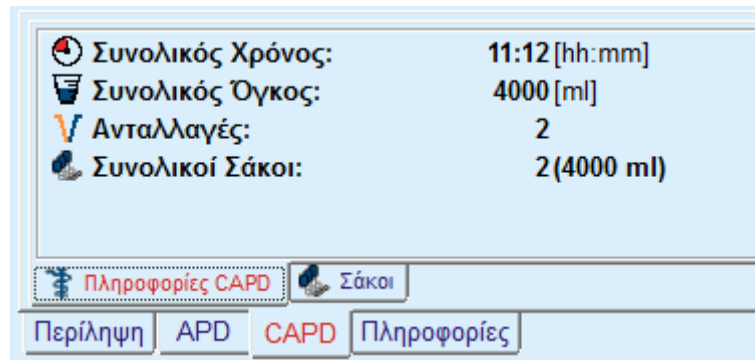 Συνολικός Χρόνος: 11:12 [hh:mm]
Συνολικός Όγκος: 4000 [ml]
Ανταλλαγές: 2
Συνολικοί Σάκοι: 2 (4000 ml)
Πληροφορίες CAPD Σάκοι
Περίληψη APD CAPD Πληροφορίες